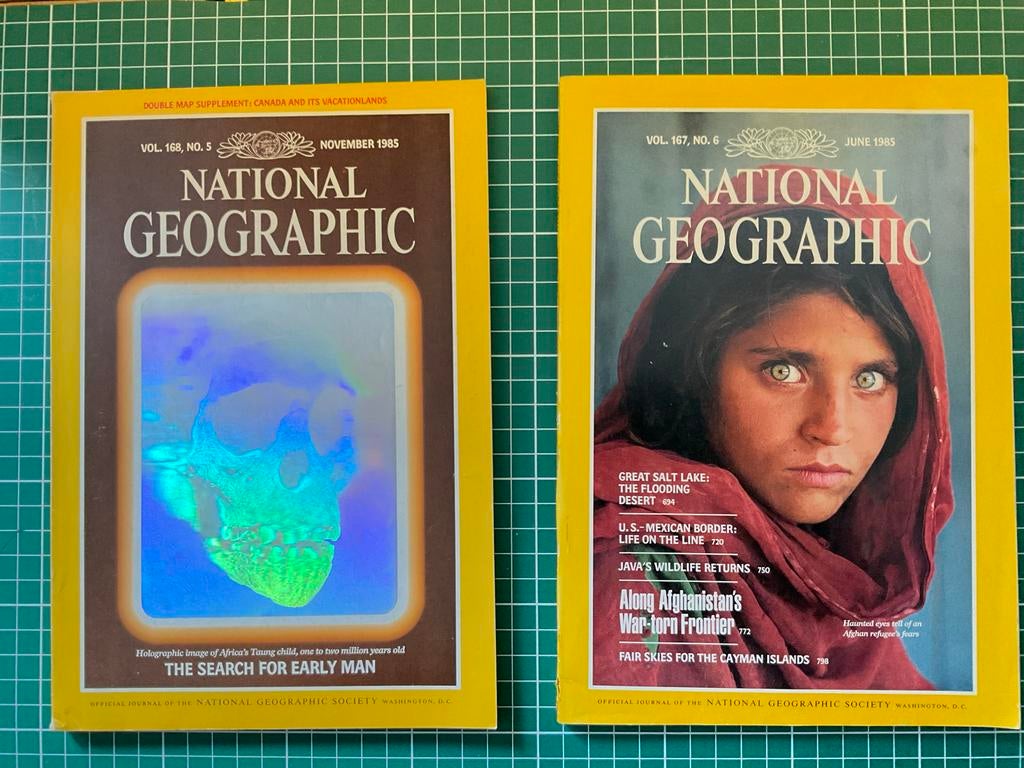 DOUBLE MAP SUPPLEMENT: CANADA AND ITS VACATIONLANDS
VOL. 168, NO. 5 NOVEMBER 1985
NATIONAL
GEOGRAPHIC
Holographic image of Africa's Taung child, one to two million years old
THE SEARCH FOR EARLY MAN
OFFICIAL JOURNAL OF THE NATIONAL GEOGRAPHIC SOCIETY WASHINGTON, D.C.
VOL. 167, NO. 6 JUNE 1985
NATIONAL
GEOGRAPHIC
GREAT SALT LAKE:
THE FLOODING
DESERT 694
U.S.-MEXICAN BORDER:
LIFE ON THE LINE 720
JAVA'S WILDLIFE RETURNS 750
Along Afghanistan's
War-torn Frontier 772
Haunted eyes tell of an
Afghan refugee's fears
FAIR SKIES FOR THE CAYMAN ISLANDS 798
OFFICIAL JOURNAL OF THE NATIONAL GEOGRAPHIC SOCIETY WASHINGTON, D.C.